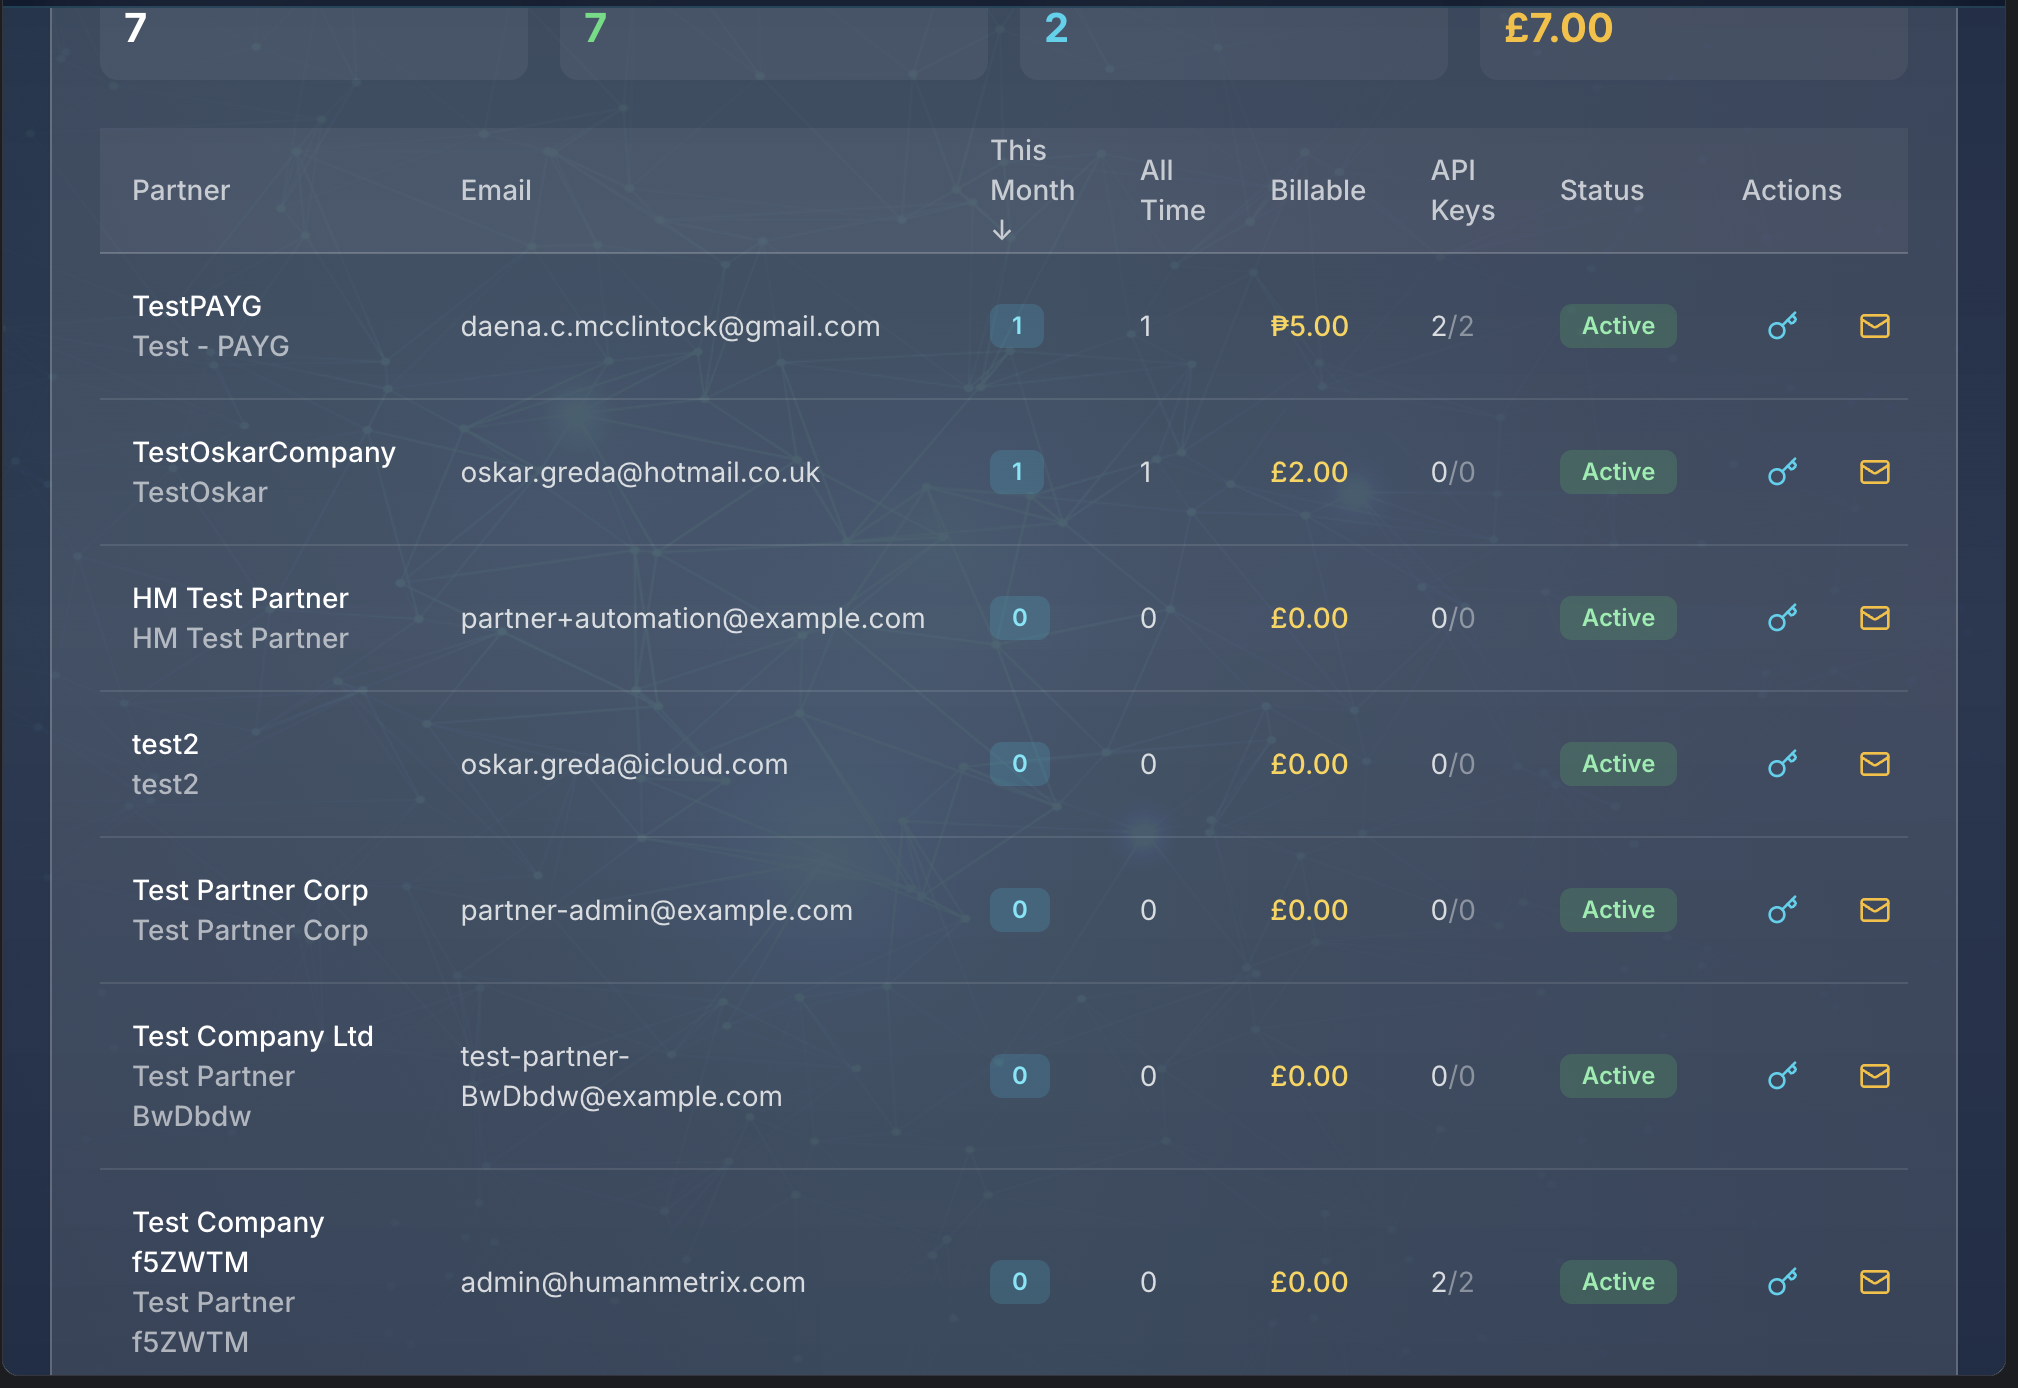 7
7
2
£7.00
Partner
Email
This
Month
↓
All
Time
Billable
API
Keys
Status
Actions
TestPAYG
Test - PAYG
daena.c.mcclintock@gmail.com
1
1
₱5.00
2/2
Active
TestOskarCompany
TestOskar
oskar.greda@hotmail.co.uk
1
1
£2.00
0/0
Active
HM Test Partner
HM Test Partner
partner+automation@example.com
0
0
£0.00
0/0
Active
test2
test2
oskar.greda@icloud.com
0
0
£0.00
0/0
Active
Test Partner Corp
Test Partner Corp
partner-admin@example.com
0
0
£0.00
0/0
Active
Test Company Ltd
Test Partner
BwDbdw
test-partner-
BwDbdw@example.com
0
0
£0.00
0/0
Active
Test Company
f5ZWTM
Test Partner
f5ZWTM
admin@humanmetrix.com
0
0
£0.00
2/2
Active